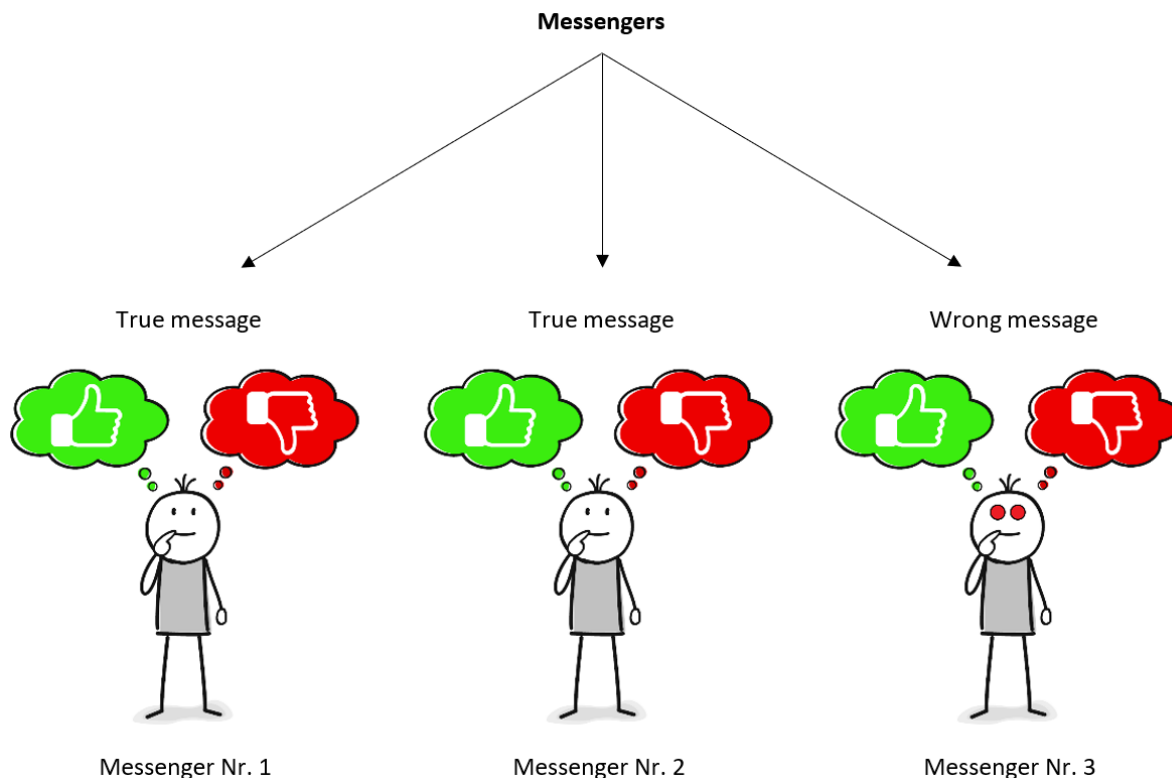 Messengers
True message
True message
Wrong message
Messenger Nr. 1
Messenger Nr. 2
Messenger Nr. 3